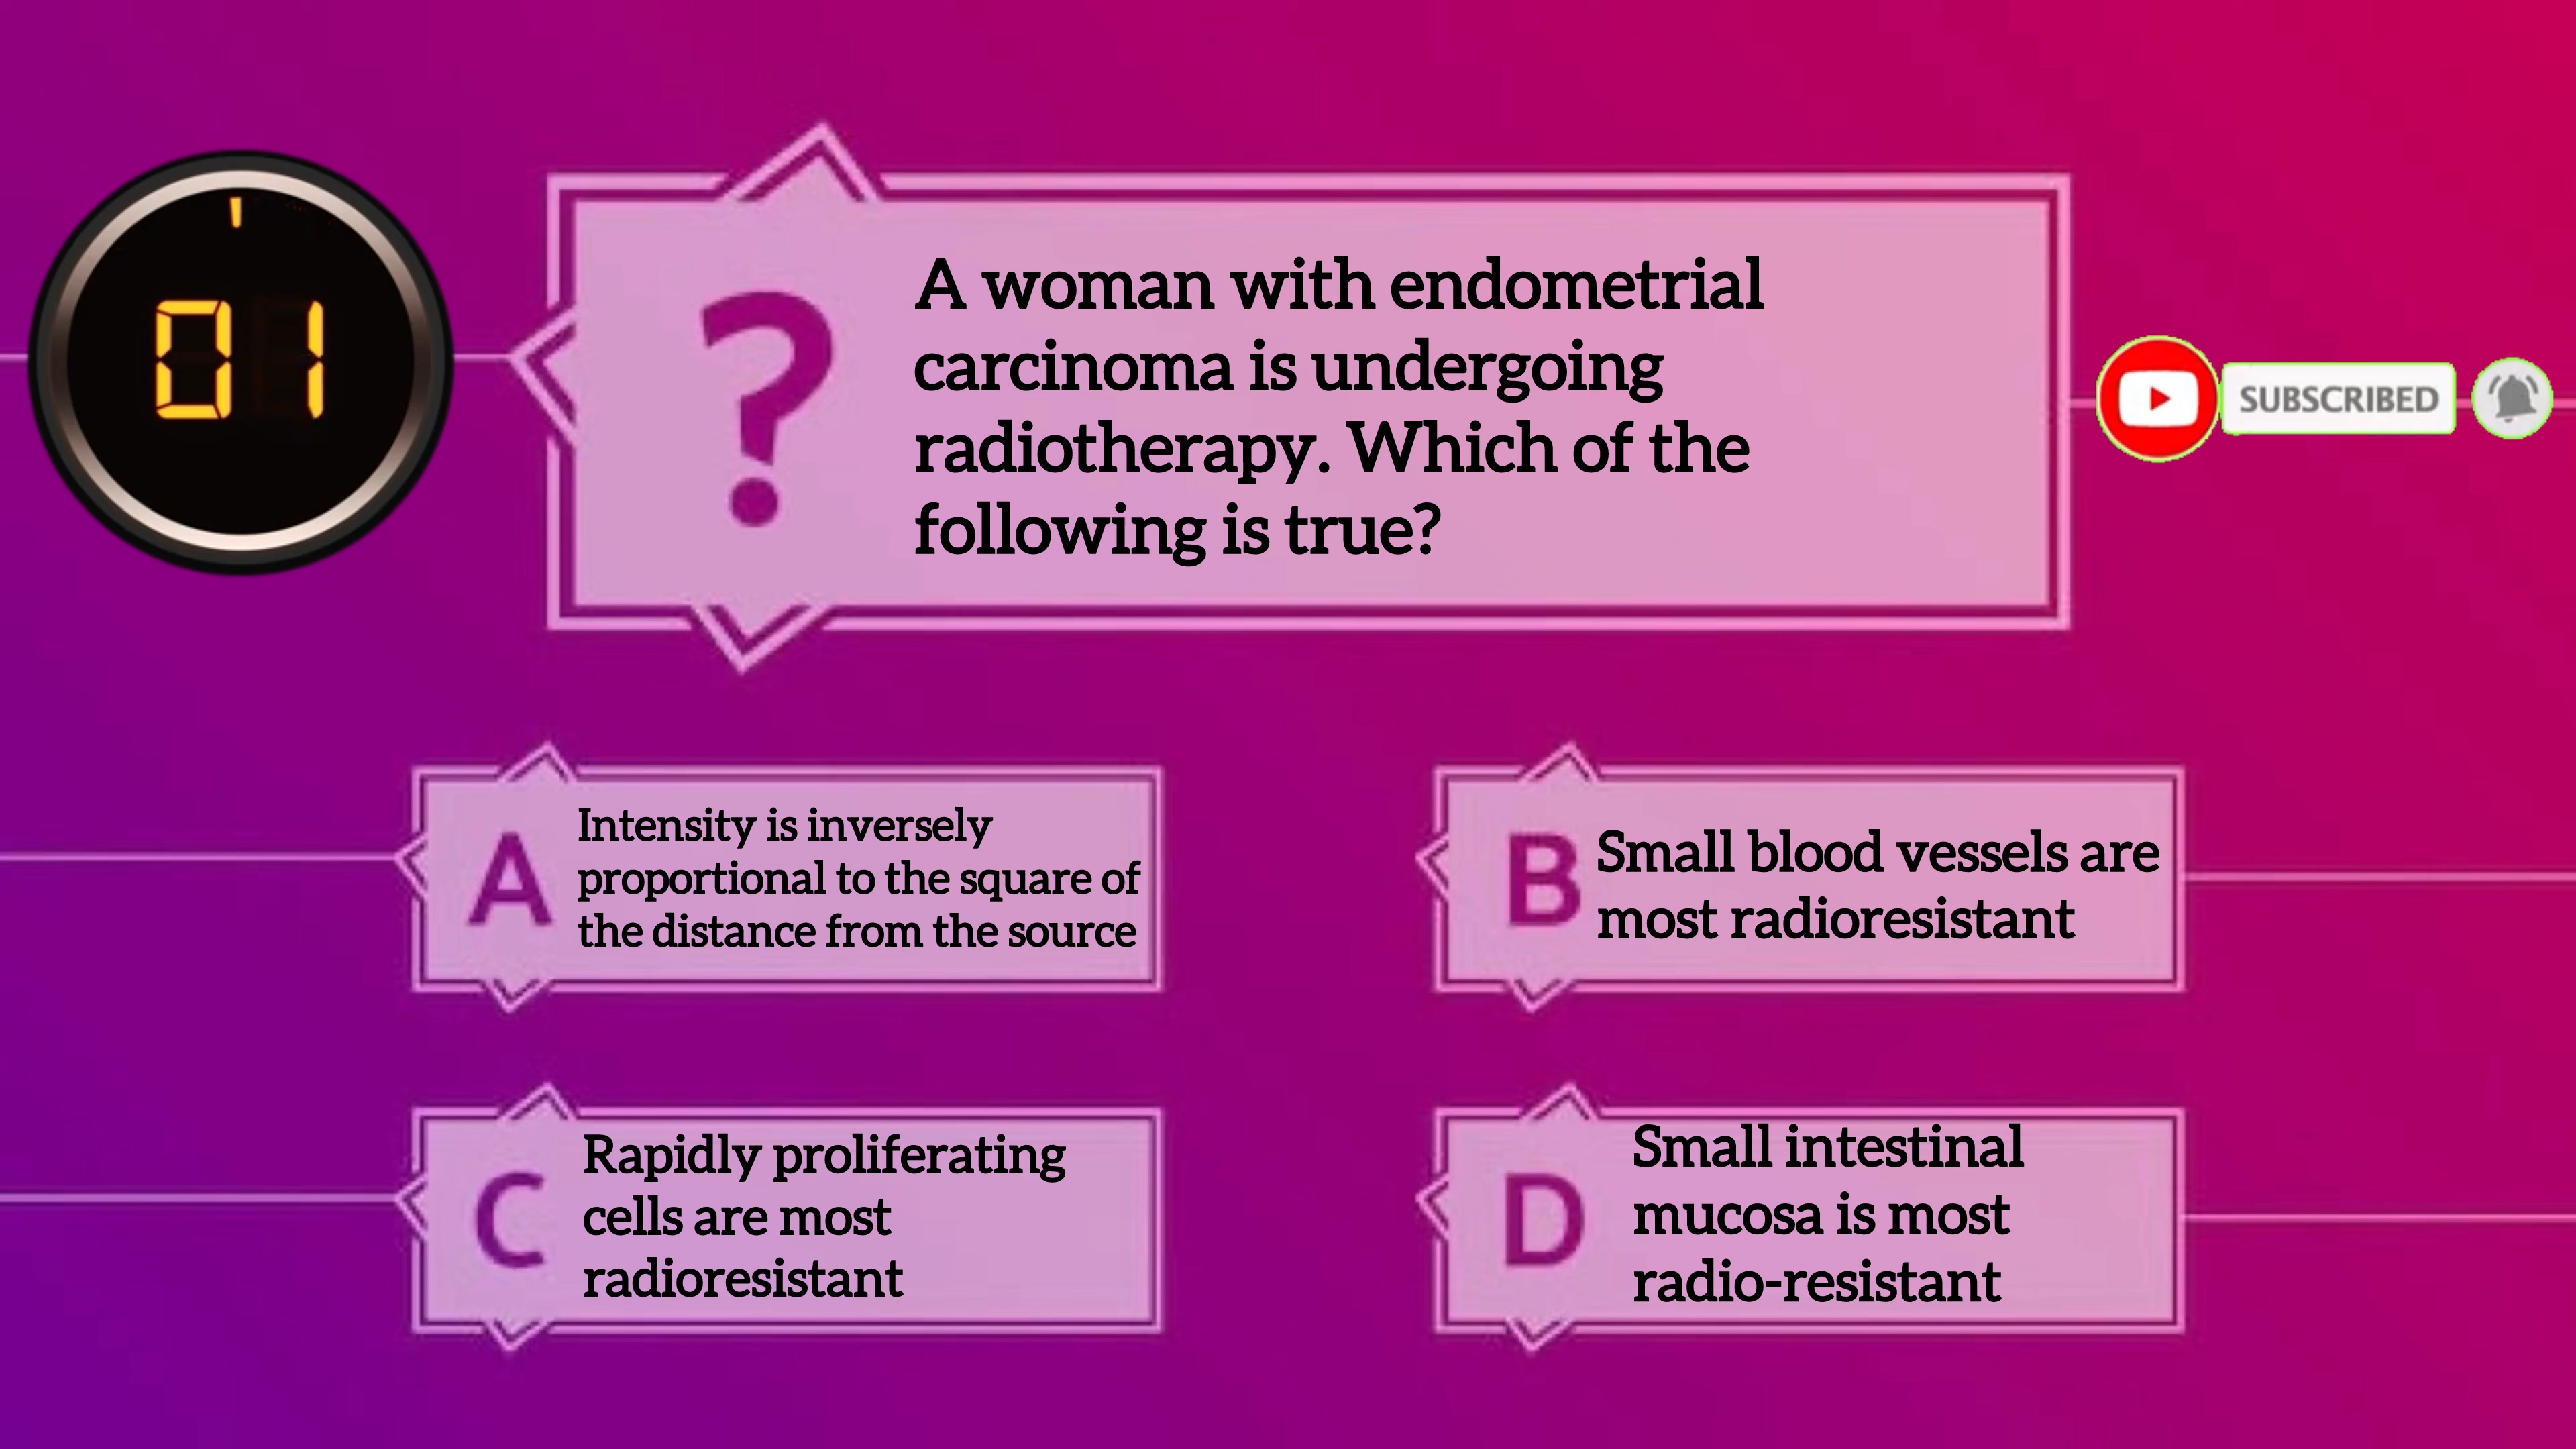 01
?
A woman with endometrial
carcinoma is undergoing
radiotherapy. Which of the
following is true?
SUBSCRIBED
A
Intensity is inversely
proportional to the square of
the distance from the source
B
Small blood vessels are
most radioresistant
C
Rapidly proliferating
cells are most
radioresistant
D
Small intestinal
mucosa is most
radio-resistant